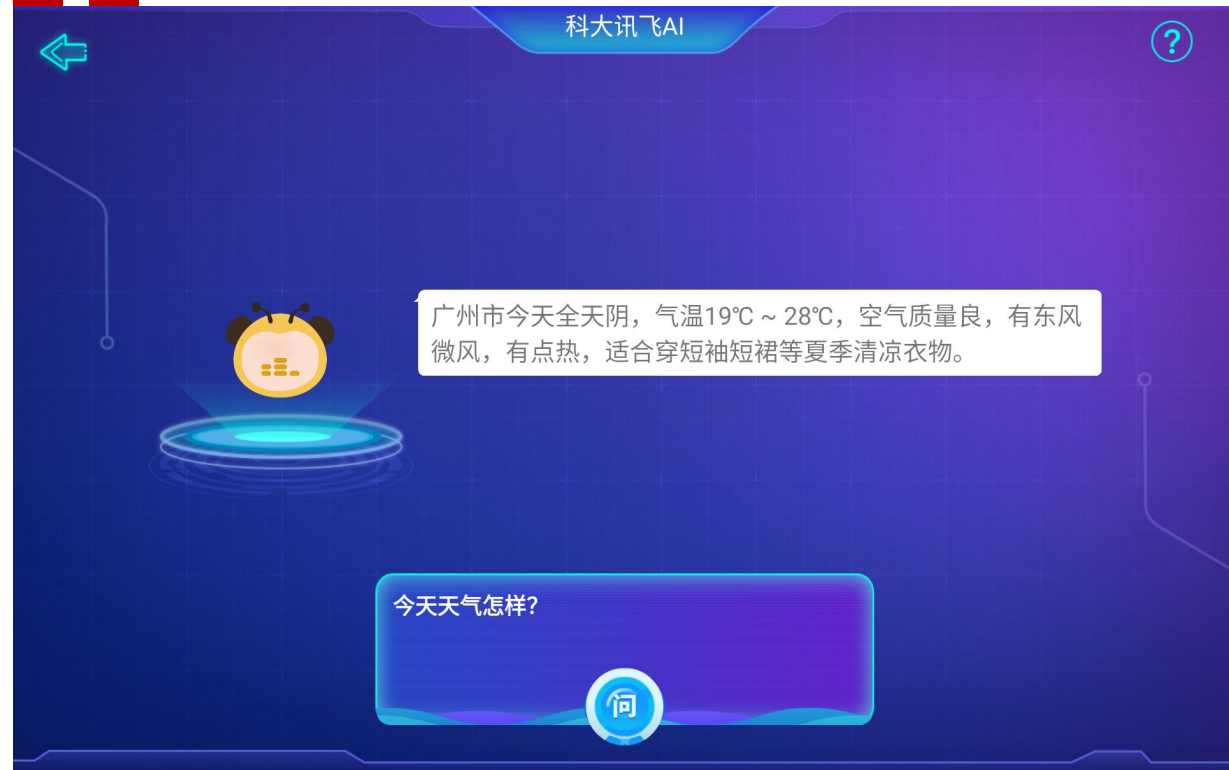 科大讯飞AI
?
广州市今天全天阴，气温19℃ ~ 28℃，空气质量良，有东风
微风，有点热，适合穿短袖短裙等夏季清凉衣物。
今天天气怎样？
问